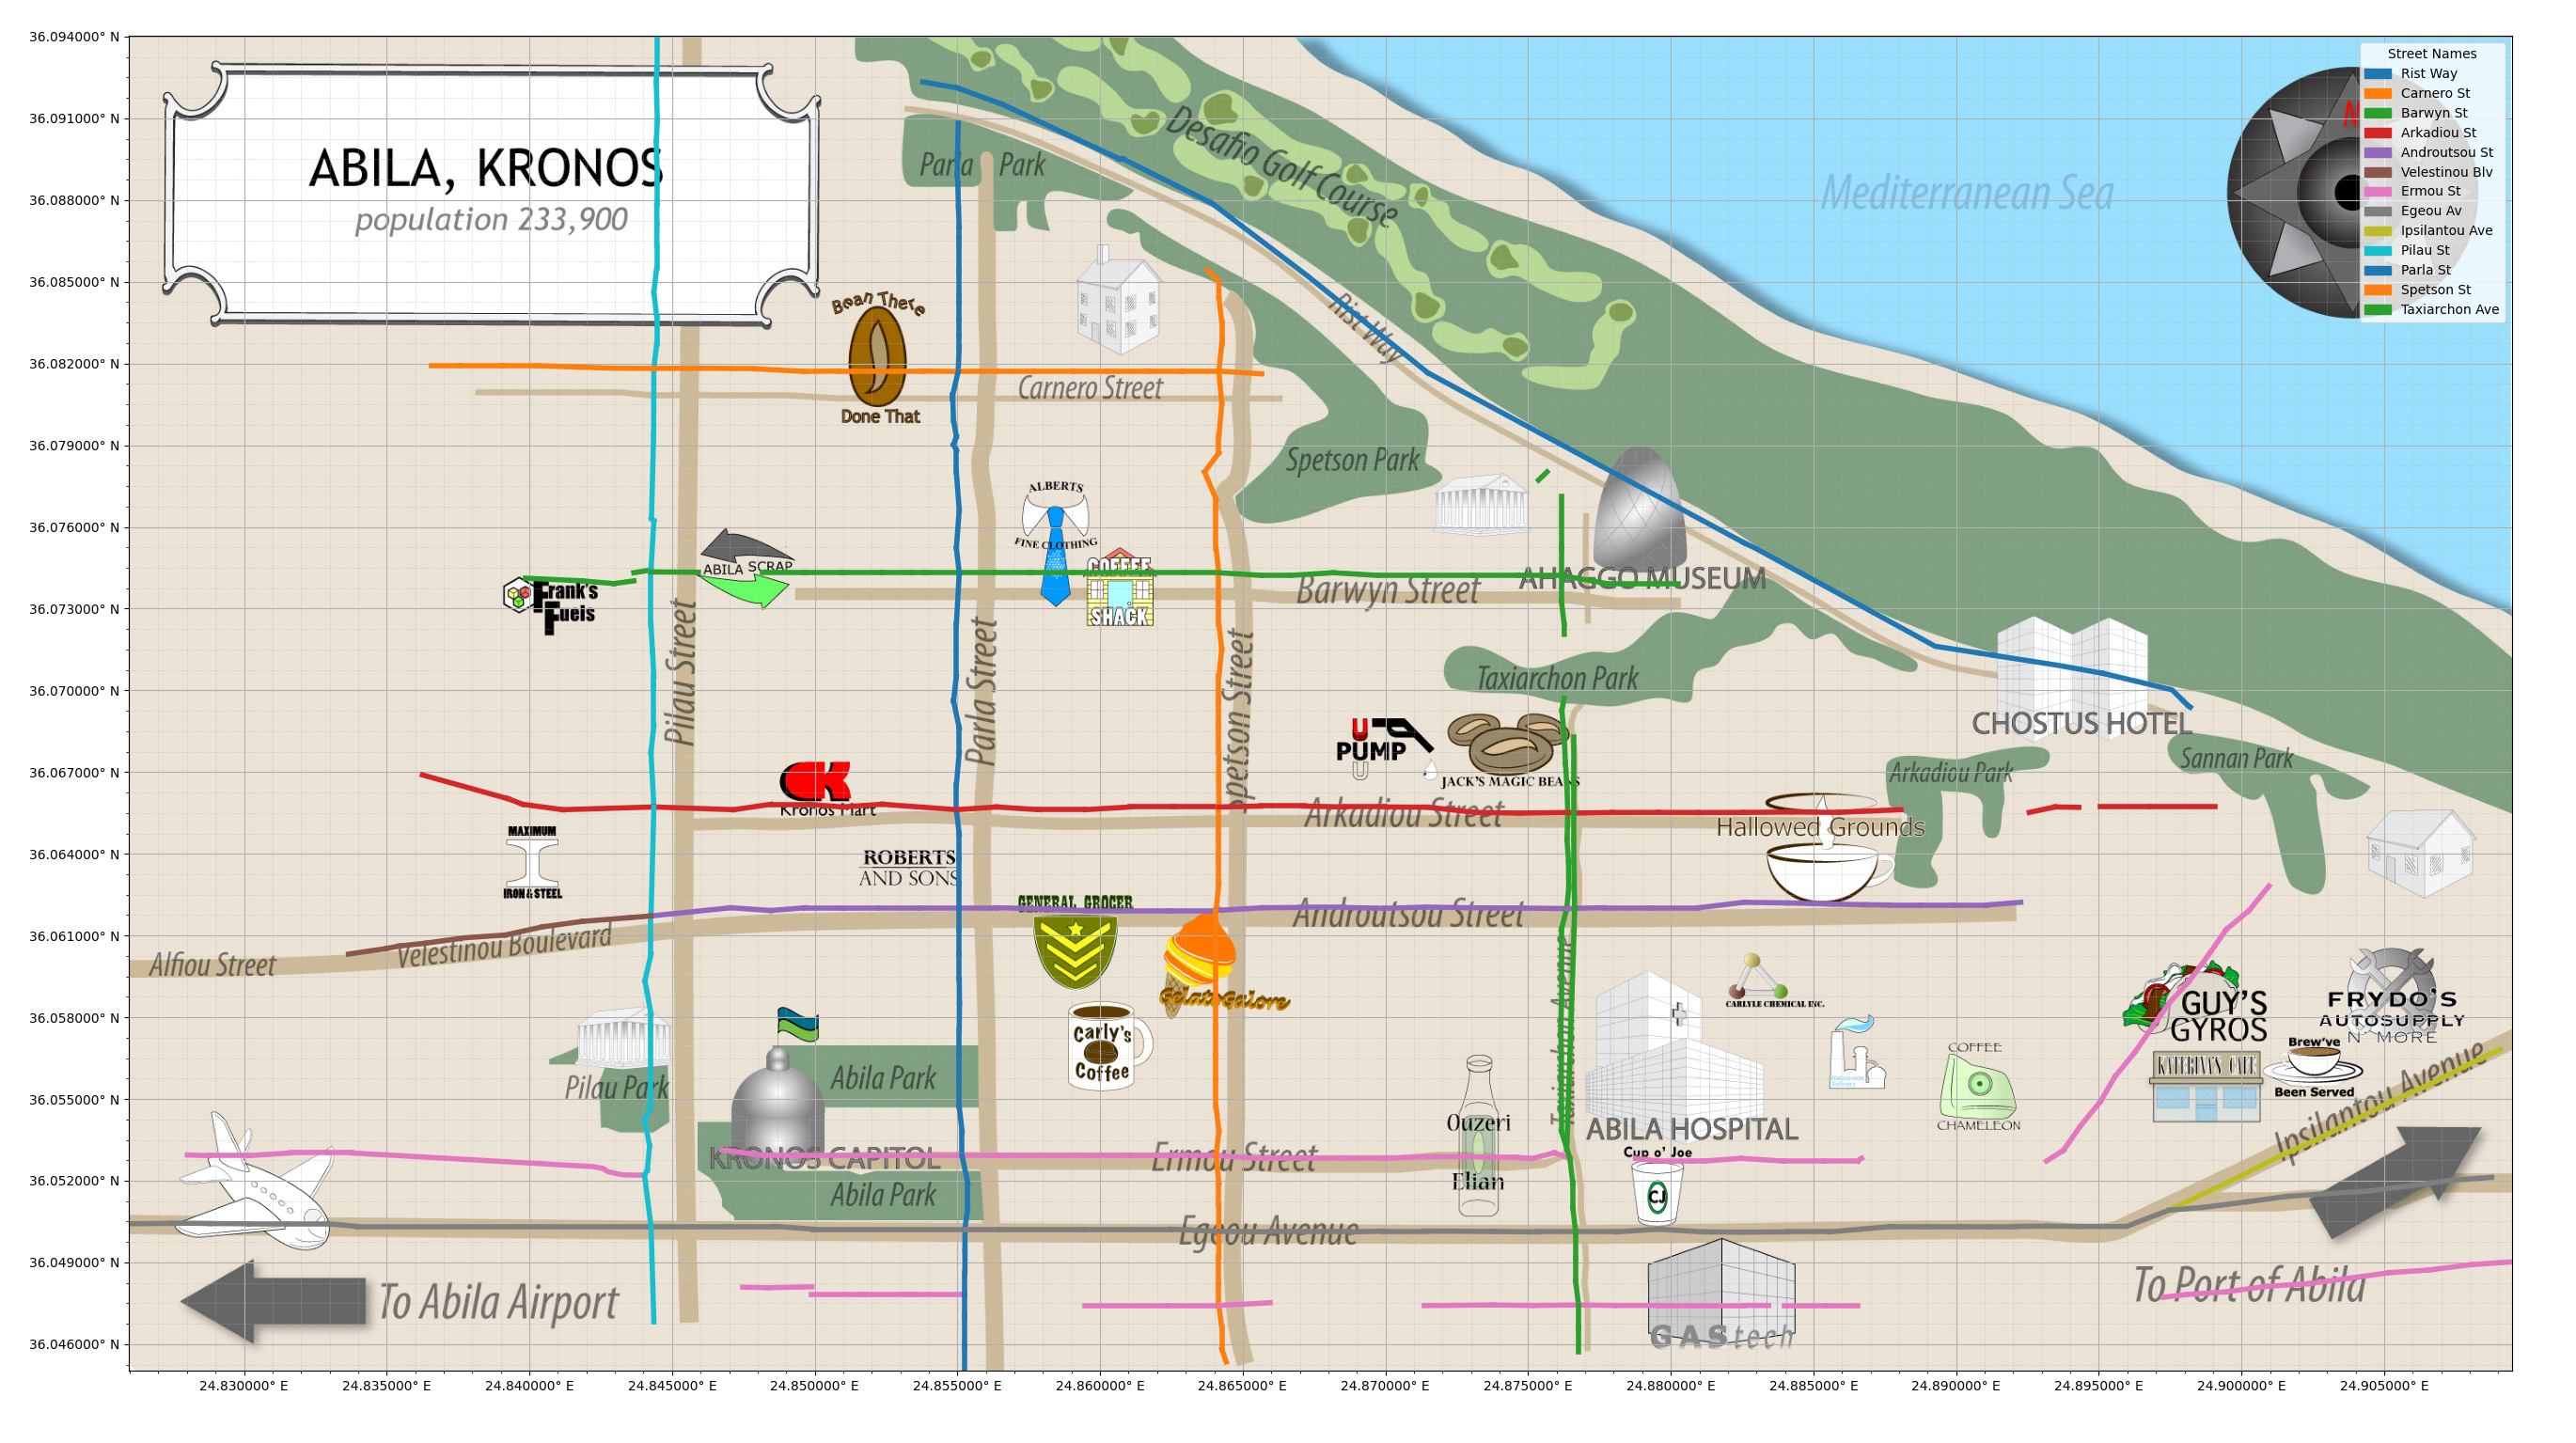 36.094000° N
36.091000° N
36.088000° N
36.085000° N
36.082000° N
36.079000° N
36.076000° N
36.073000° N
36.070000° N
36.067000° N
36.064000° N
36.061000° N
36.058000° N
36.055000° N
36.052000° N
36.049000° N
36.046000° N
ABILA, KRONOS
population 233,900
Parla Park
Desafio Golf Course
Mediterranean Sea
N
Street Names
Rist Way
Carnero St
Barwyn St
Arkadiou St
Androutsou St
Velestinou Blv
Ermou St
Egeou Av
Ipsilantou Ave
Pilau St
Parla St
Spetson St
Taxiarchon Ave
Bean There
Done That
Rist Way
Carnero Street
Spetson Park
ALBERTS
FINE CLOTHING
ABILA SCRAP
COFFEE
SHACK
Frank's
Fuels
Barwyn Street
AHAGGO MUSEUM
Pilau Street
Parla Street
Spetson Street
Taxiarchon Park
CHOSTUS HOTEL
U
PUMP
U
JACK'S MAGIC BEANS
Arkadiou Park
Sannan Park
Kronos Mart
Arkadiou Street
Hallowed Grounds
MAXIMUM
IRON & STEEL
ROBERTS
AND SONS
GENERAL GROCER
Androutsou Street
Alfiou Street
Velestinou Boulevard
Gelato Galore
Taxiarchon Avenue
CARLYLE CHEMICAL INC.
GUY'S
GYROS
FRYDO'S
AUTOSUPPLY
N' MORE
Carly's
Coffee
Nationwide
Refinery
COFFEE
CHAMELEON
KATERINA'S CAFE
Brew've
Been Served
Ipsilantou Avenue
Pilau Park
Abila Park
Ouzeri
Elian
ABILA HOSPITAL
KRONOS CAPITOL
Ermou Street
Cup o' Joe
CJ
Abila Park
Egeou Avenue
To Abila Airport
To Port of Abila
GAStech
24.830000° E
24.835000° E
24.840000° E
24.845000° E
24.850000° E
24.855000° E
24.860000° E
24.865000° E
24.870000° E
24.875000° E
24.880000° E
24.885000° E
24.890000° E
24.895000° E
24.900000° E
24.905000° E